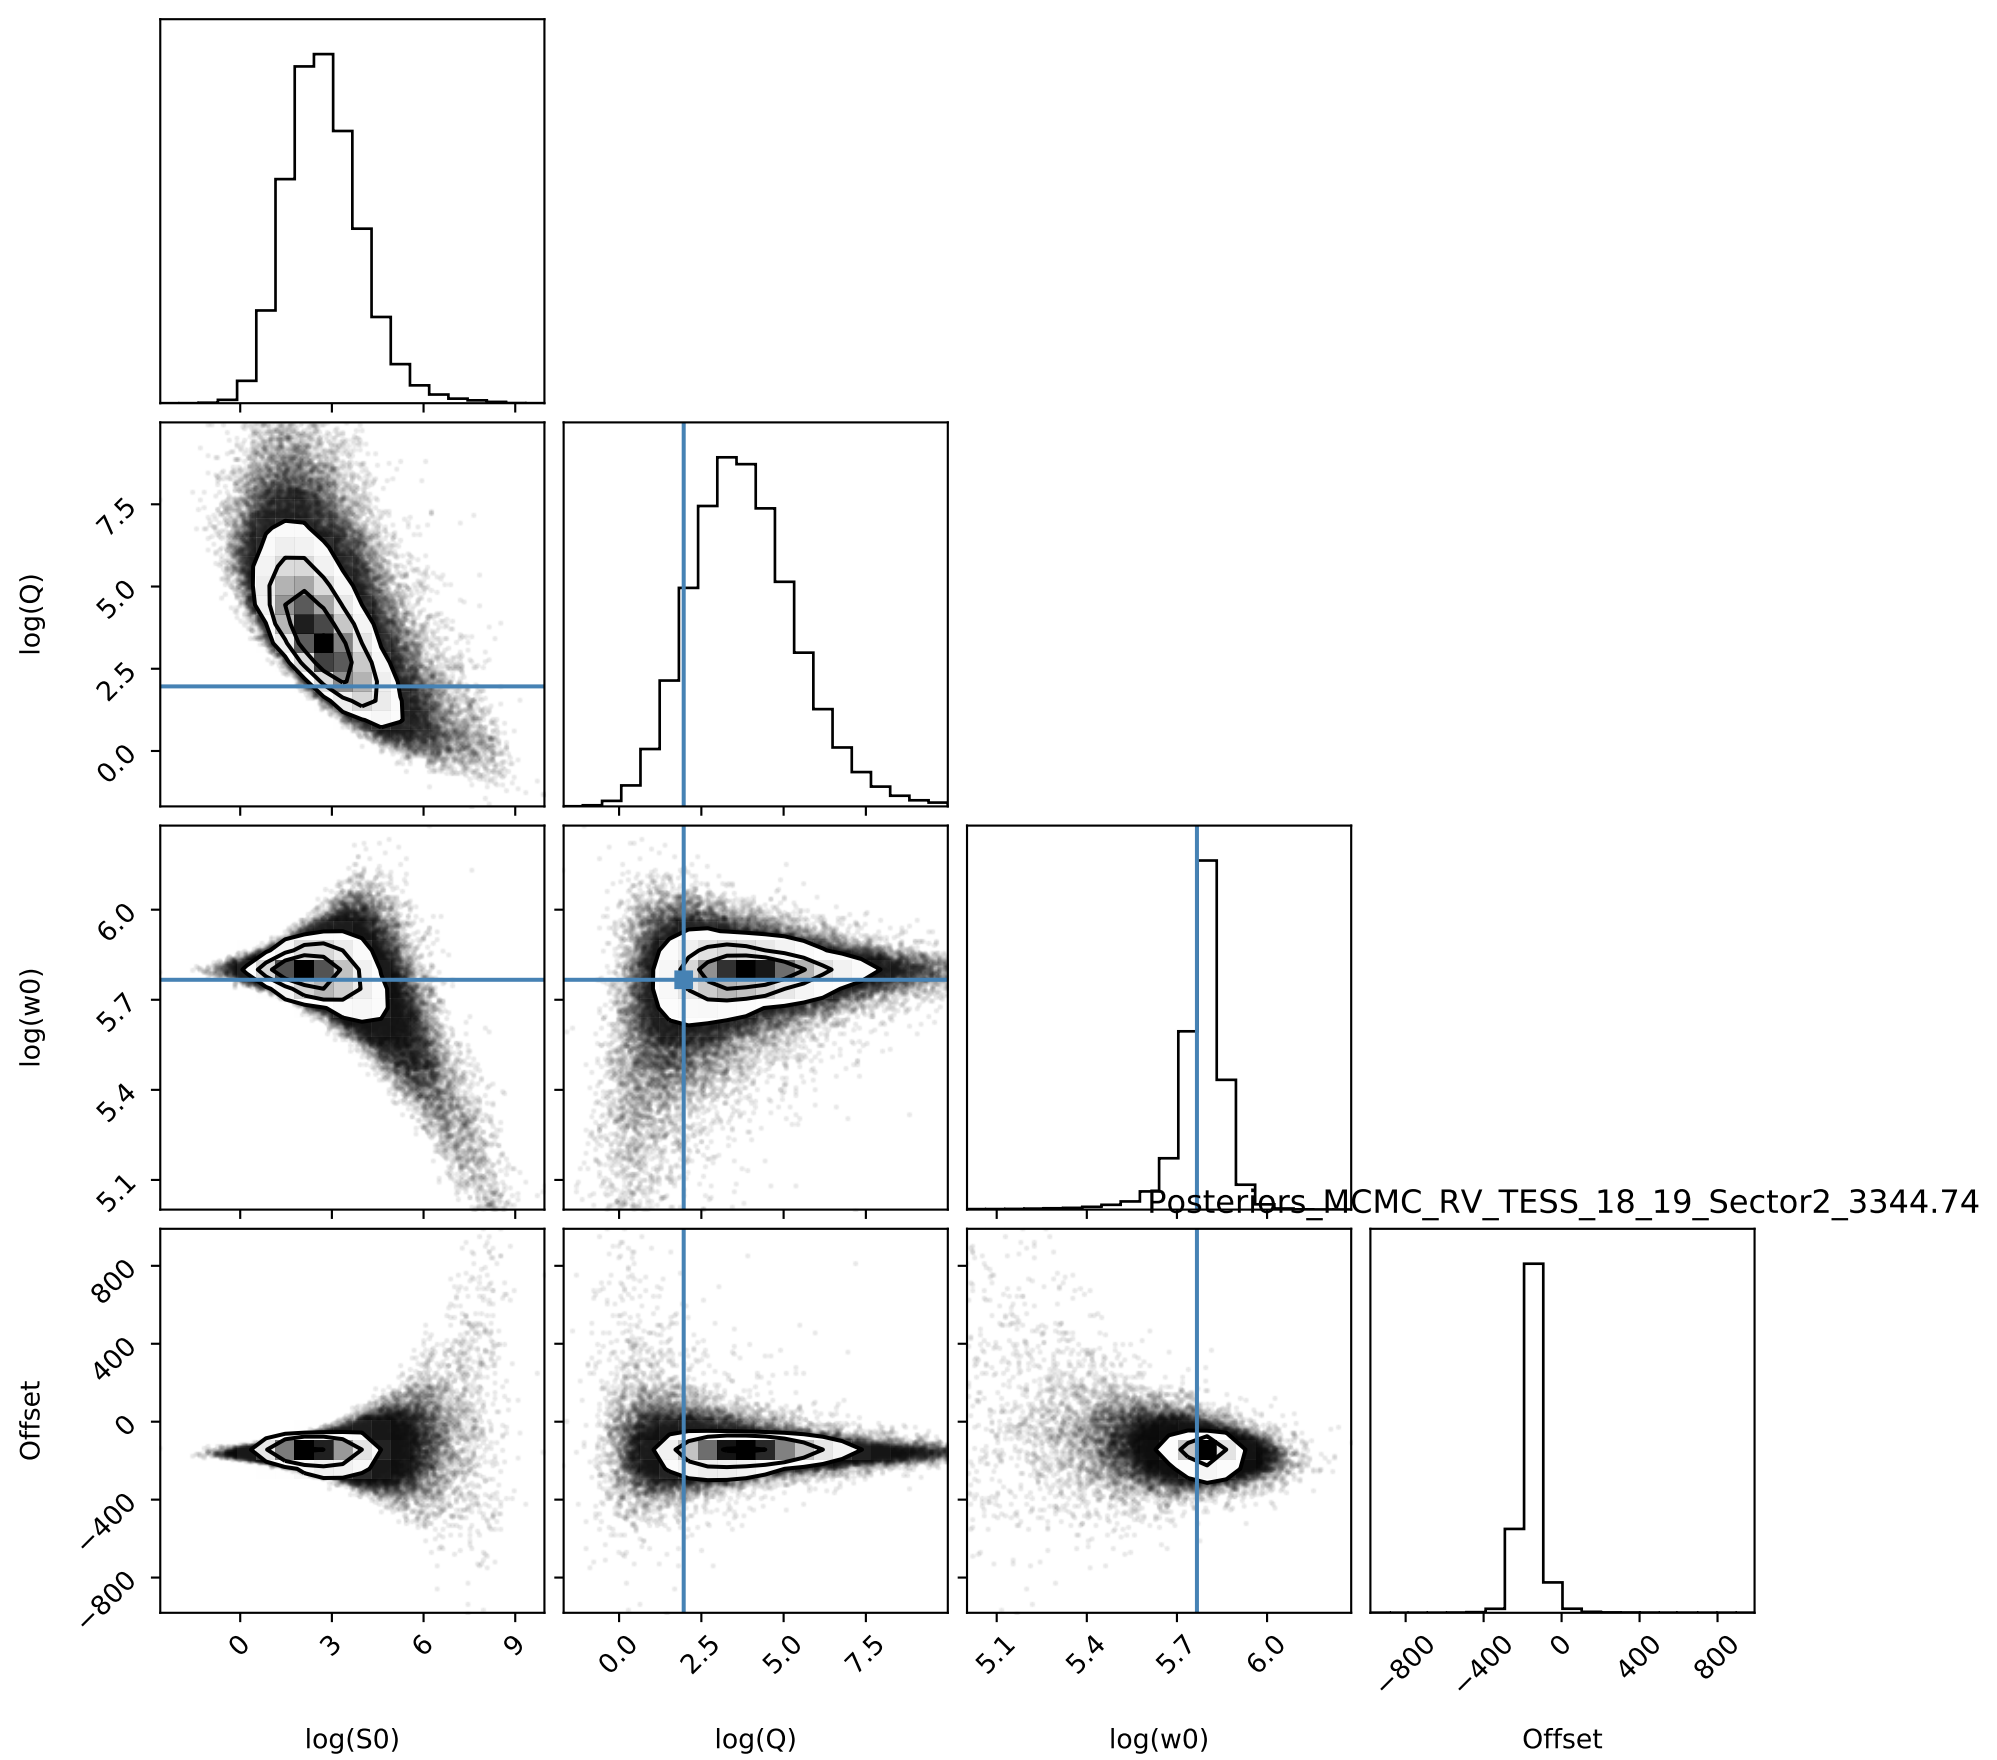 log(Q)
7.5
5.0
2.5
0.0
log(w0)
6.0
5.7
5.4
5.1
Posteriors_MCMC_RV_TESS_18_19_Sector2_3344.74
Offset
800
400
0
−400
−800
0 3 6 9
0.0 2.5 5.0 7.5
5.1 5.4 5.7 6.0
−800 −400 0 400 800
log(S0) log(Q) log(w0) Offset